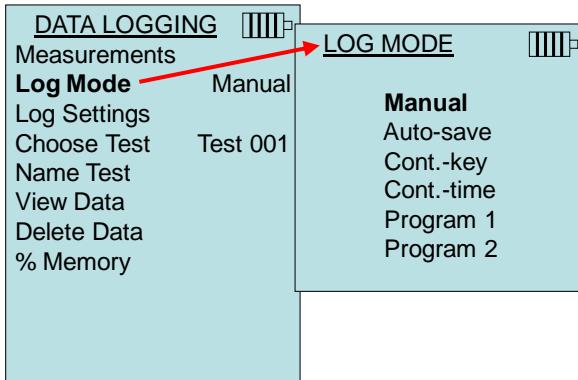 DATA LOGGING
Measurements
Log Mode Manual
Log Settings
Choose Test Test 001
Name Test
View Data
Delete Data
% Memory
LOG MODE
Manual
Auto-save
Cont.-key
Cont.-time
Program 1
Program 2